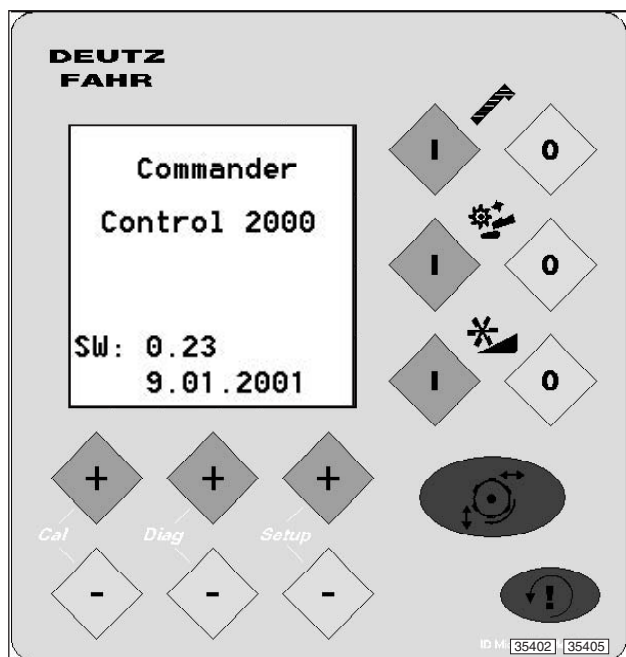 DEUTZ
FAHR
Commander
Control 2000
SW: 0.23
9.01.2001
I 0
I 0
I 0
+ + +
Cal Diag Setup
- - -
!
35402 35405